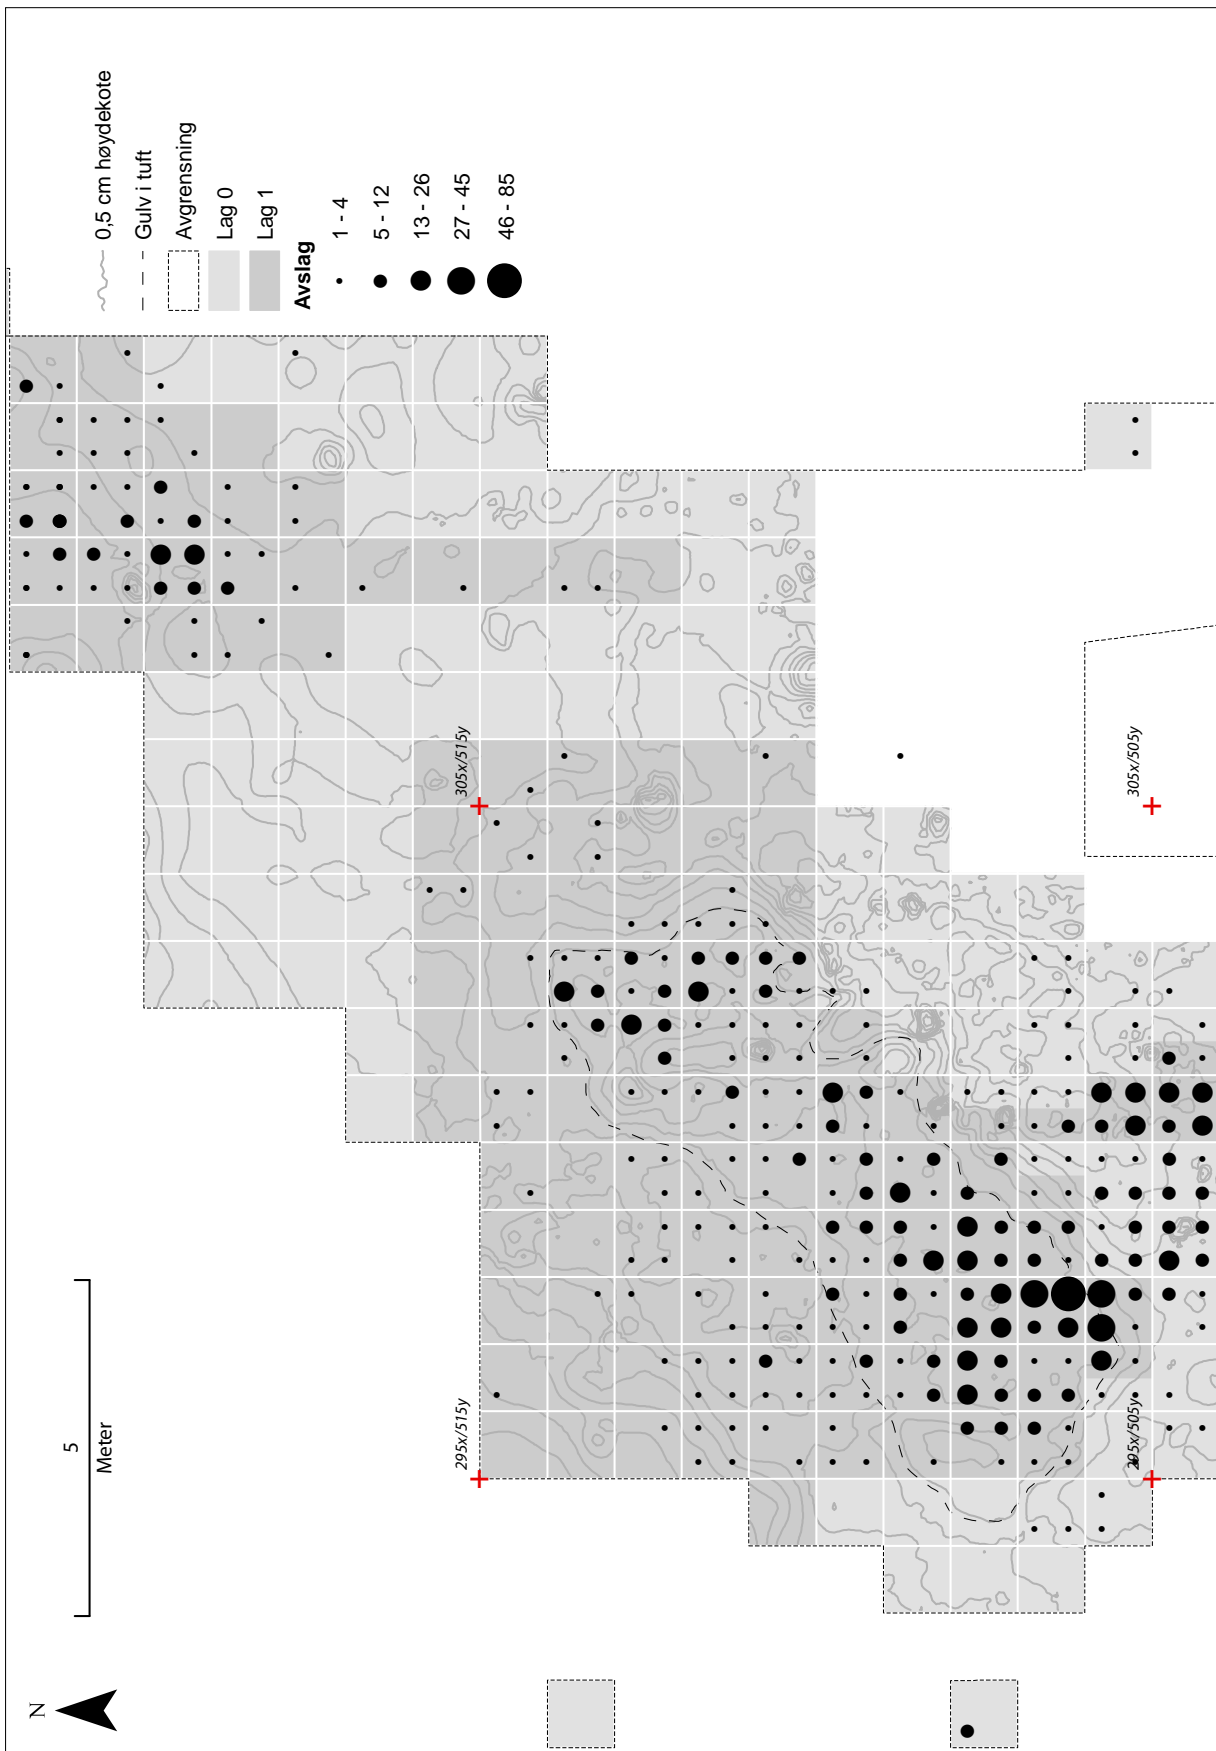 0,5 cm høydekote
Gulv i tuft
Avgrensning
Lag 0
Lag 1
Avslag
1 - 4
5 - 12
13 - 26
27 - 45
46 - 85
305x/515y
305x/505y
295x/515y
295x/505y
5
Meter
N